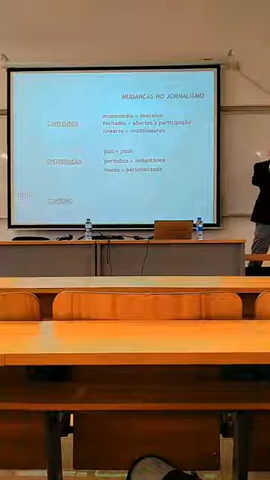 MUDANÇAS NO JORNALISMO
CONTEÚDOS
monomedia » imersivo
fechados » abertos à participação
lineares » multilineares
DISTRIBUIÇÃO
pull » push
periódica » instantânea
massa » personalizada
CONSUMO